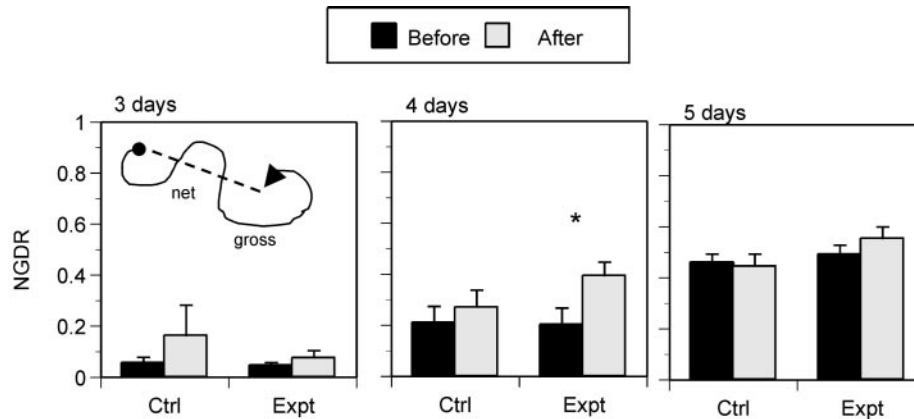 Before After
3 days
4 days
5 days
1
0.8
0.6
0.4
0.2
0
NGDR
net
gross
*
Ctrl Expt
Ctrl Expt
Ctrl Expt